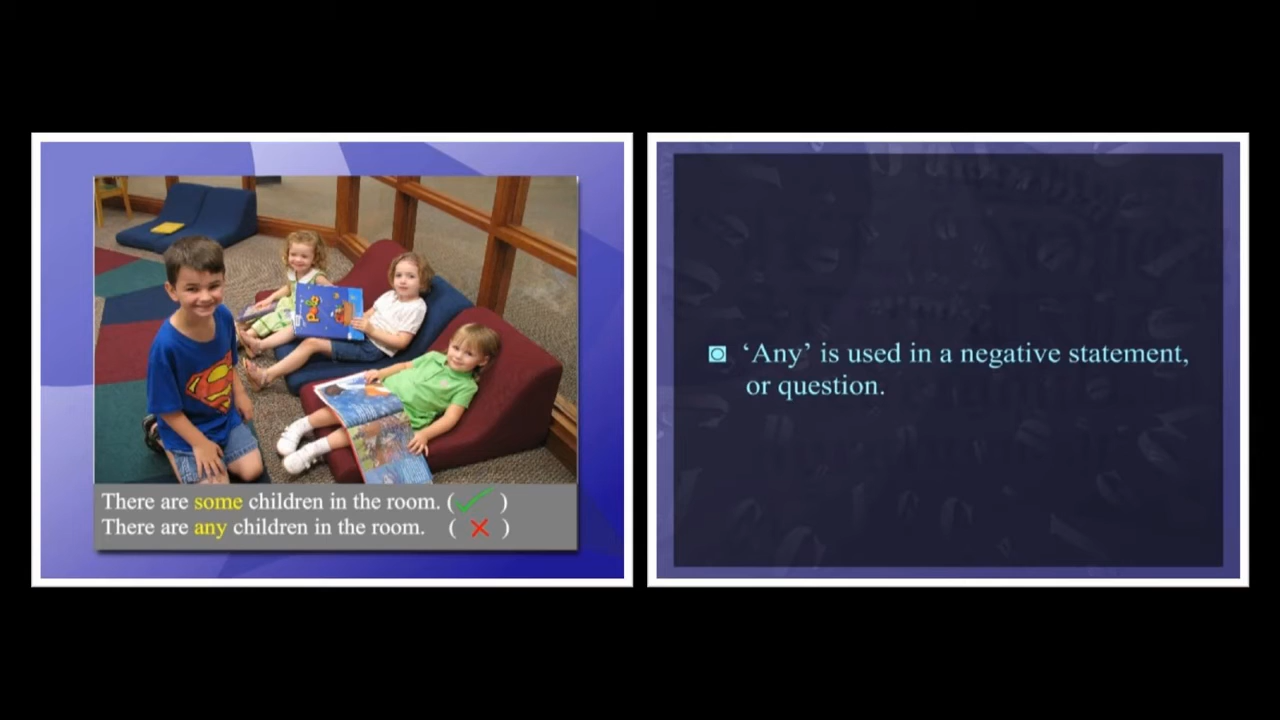 There are some children in the room. ( ✓ )
There are any children in the room. ( ✗ )
◙ ‘Any’ is used in a negative statement,
or question.